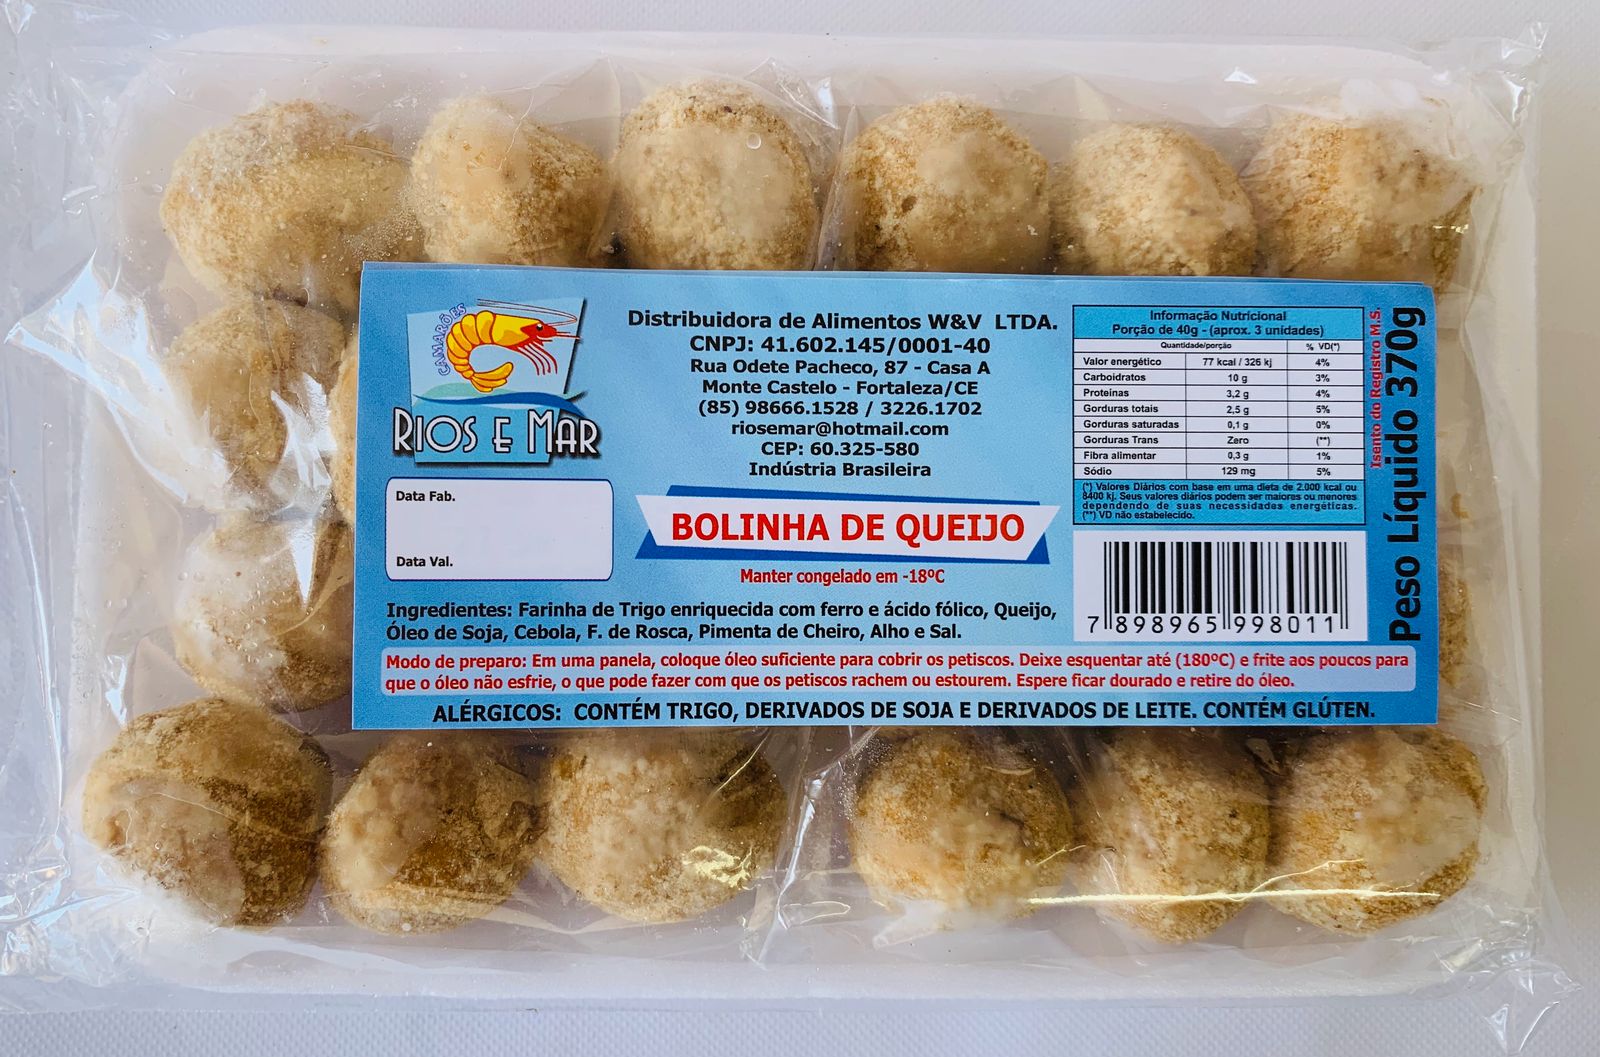 CAMARÕES
RIOS E MAR
Data Fab.
Data Val.
Distribuidora de Alimentos W&V LTDA.
CNPJ: 41.602.145/0001-40
Rua Odete Pacheco, 87 - Casa A
Monte Castelo - Fortaleza/CE
(85) 98666.1528 / 3226.1702
riosemar@hotmail.com
CEP: 60.325-580
Indústria Brasileira
BOLINHA DE QUEIJO
Manter congelado em -18ºC
Informação Nutricional
Porção de 40g - (aprox. 3 unidades)
Quantidade/porção % VD(*)
Valor energético 77 kcal / 326 kj 4%
Carboidratos 10 g 3%
Proteínas 3,2 g 4%
Gorduras totais 2,5 g 5%
Gorduras saturadas 0,1 g 0%
Gorduras Trans Zero (**)
Fibra alimentar 0,3 g 1%
Sódio 129 mg 5%
(*) Valores Diários com base em uma dieta de 2.000 kcal ou
8400 kj. Seus valores diários podem ser maiores ou menores
dependendo de suas necessidades energéticas.
(**) VD não estabelecido.
7 898965 998011
Isento do Registro M.S.
Peso Líquido 370g
Ingredientes: Farinha de Trigo enriquecida com ferro e ácido fólico, Queijo,
Óleo de Soja, Cebola, F. de Rosca, Pimenta de Cheiro, Alho e Sal.
Modo de preparo: Em uma panela, coloque óleo suficiente para cobrir os petiscos. Deixe esquentar até (180ºC) e frite aos poucos para
que o óleo não esfrie, o que pode fazer com que os petiscos rachem ou estourem. Espere ficar dourado e retire do óleo.
ALÉRGICOS: CONTÉM TRIGO, DERIVADOS DE SOJA E DERIVADOS DE LEITE. CONTÉM GLÚTEN.